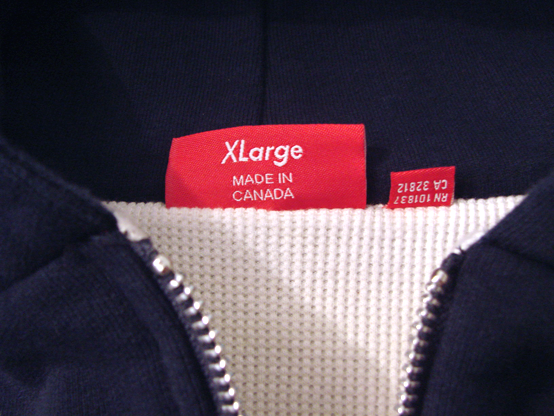 XLarge
MADE IN
CANADA
RN 101837
CA 32812